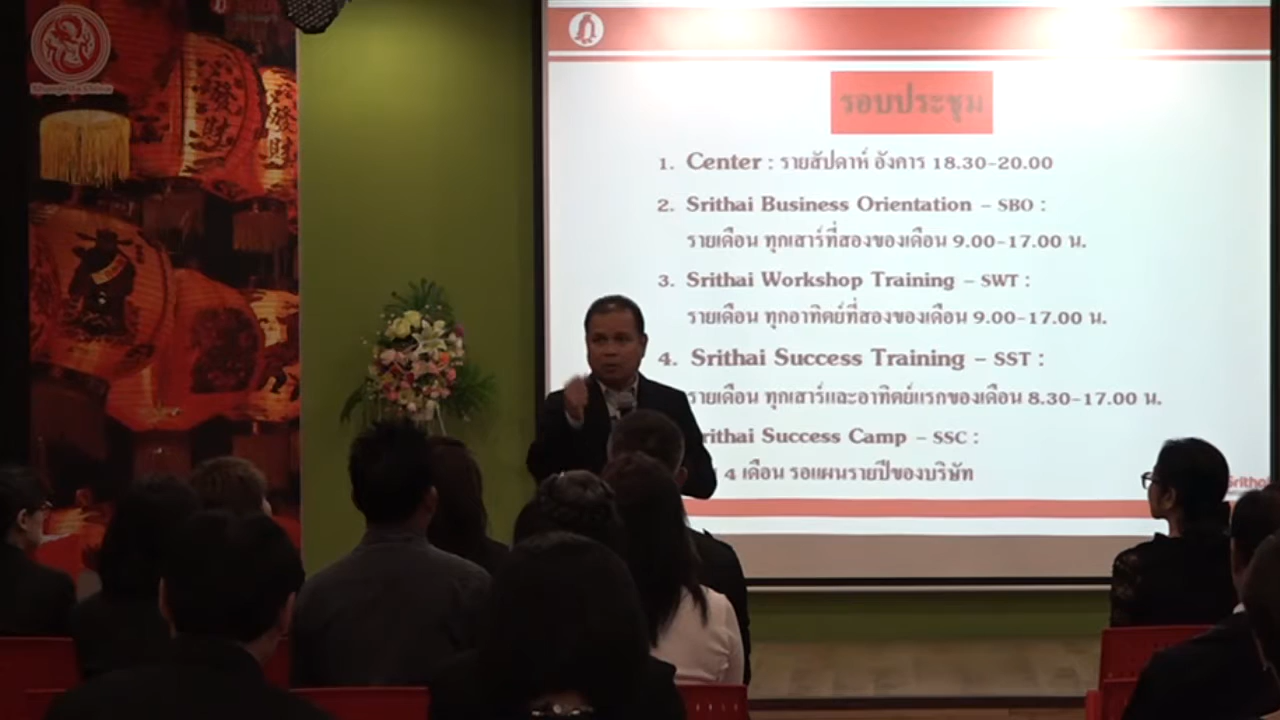 發財
發財
รอบประชุม
1. Center : รายสัปดาห์ อังคาร 18.30-20.00
2. Srithai Business Orientation - SBO :
รายเดือน ทุกเสาร์ที่สองของเดือน 9.00-17.00 น.
3. Srithai Workshop Training - SWT :
รายเดือน ทุกอาทิตย์ที่สองของเดือน 9.00-17.00 น.
4. Srithai Success Training - SST :
รายเดือน ทุกเสาร์และอาทิตย์แรกของเดือน 8.30-17.00 น.
rithai Success Camp - SSC :
4 เดือน รอแผนรายปีของบริษัท
Srithai